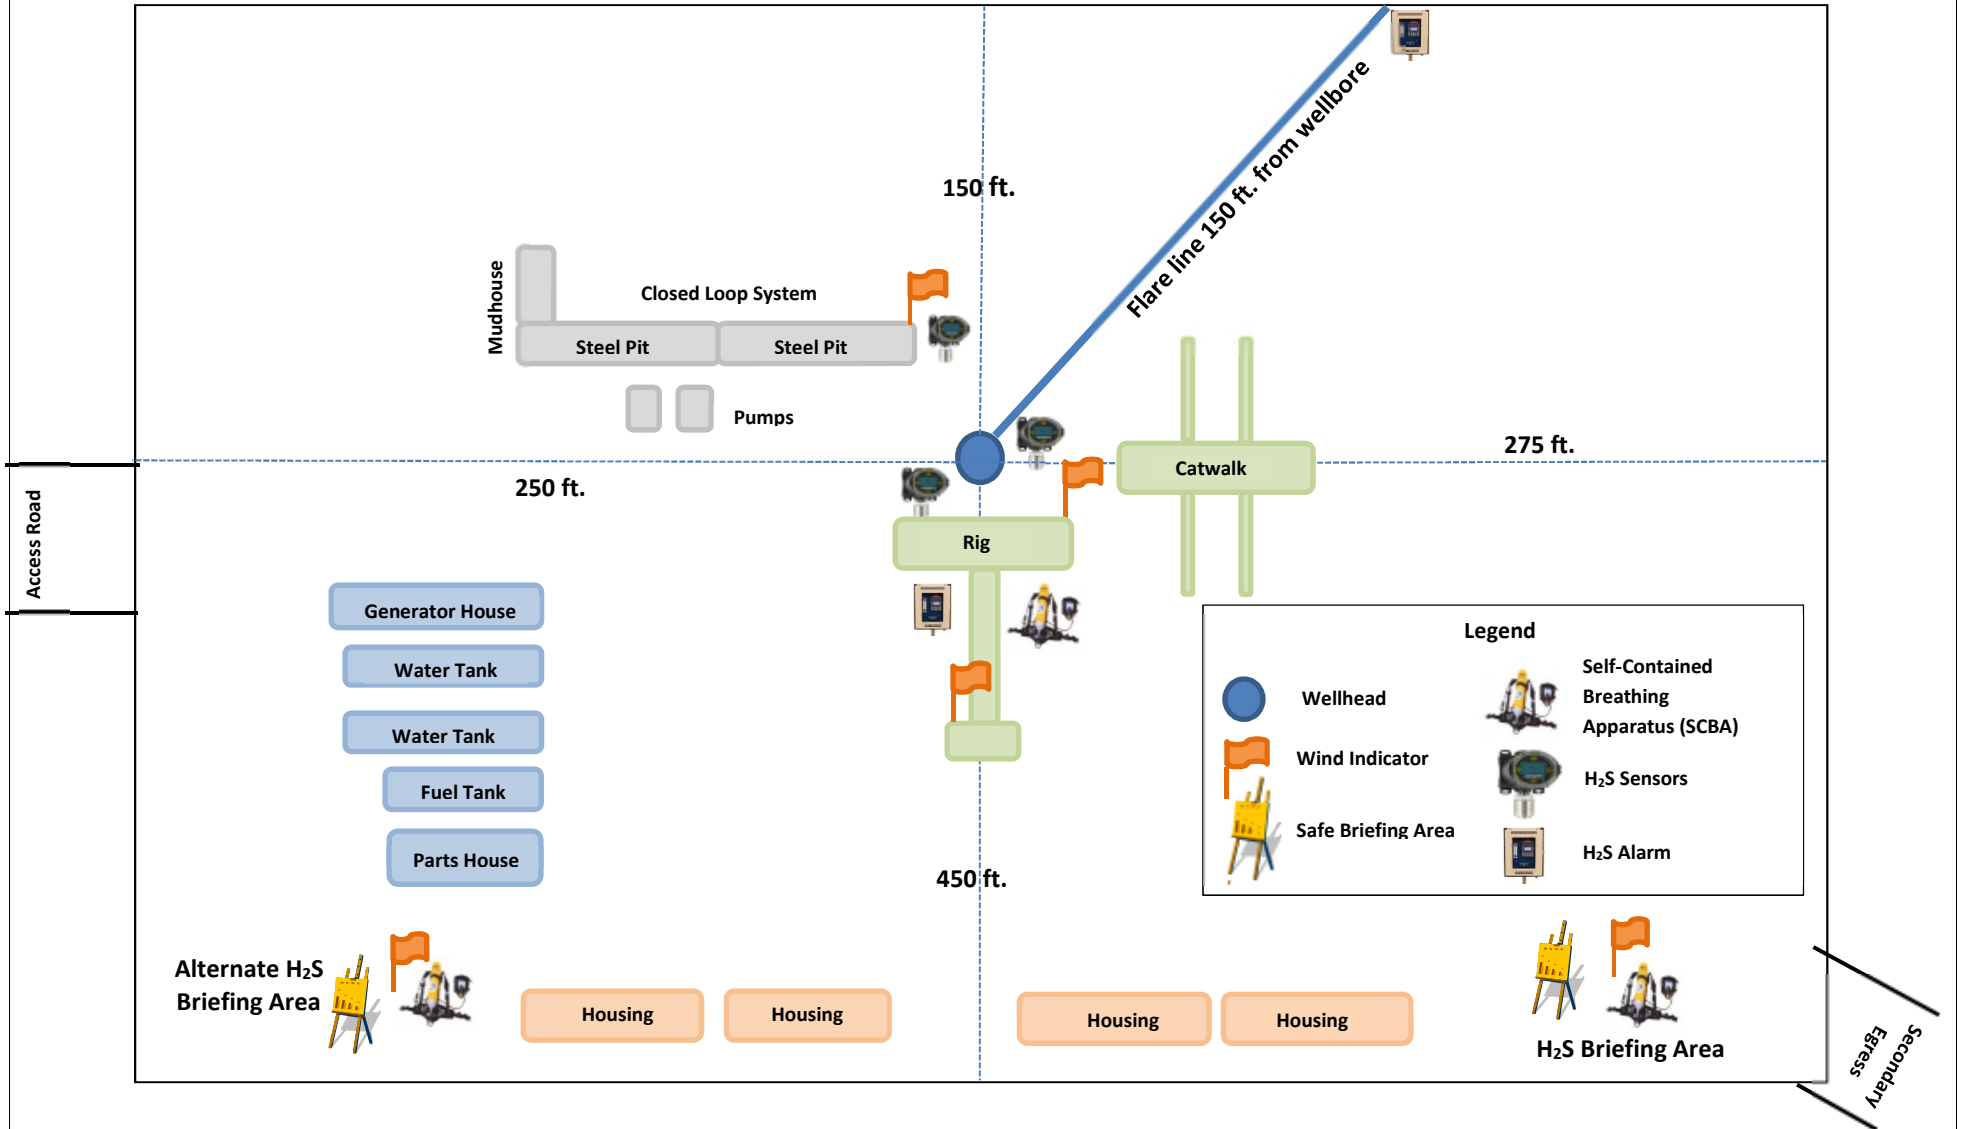 150 ft.
Flare line 150 ft. from wellbore
Mudhouse
Closed Loop System
Steel Pit
Steel Pit
Pumps
275 ft.
Catwalk
250 ft.
Access Road
Rig
Generator House
Water Tank
Water Tank
Fuel Tank
Parts House
450 ft.
Legend
Wellhead
Wind Indicator
Safe Briefing Area
Self-Contained
Breathing
Apparatus (SCBA)
H₂S Sensors
H₂S Alarm
Alternate H₂S
Briefing Area
Housing
Housing
Housing
Housing
H₂S Briefing Area
Secondary
Egress